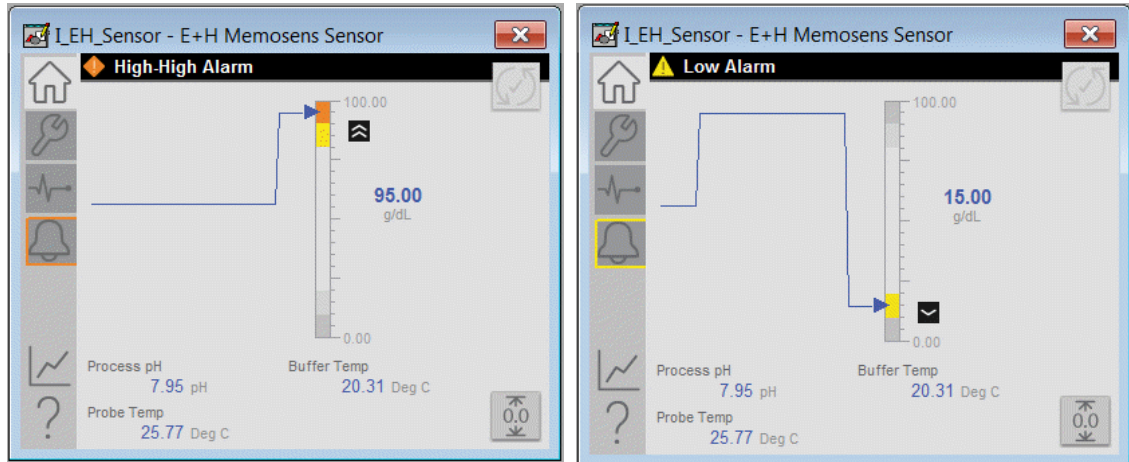 I_EH_Sensor - E+H Memosens Sensor
High-High Alarm
100.00
95.00
g/dL
0.00
Process pH
7.95 pH
Buffer Temp
20.31 Deg C
Probe Temp
25.77 Deg C
0.0
I_EH_Sensor - E+H Memosens Sensor
Low Alarm
100.00
15.00
g/dL
0.00
Process pH
7.95 pH
Buffer Temp
20.31 Deg C
Probe Temp
25.77 Deg C
0.0